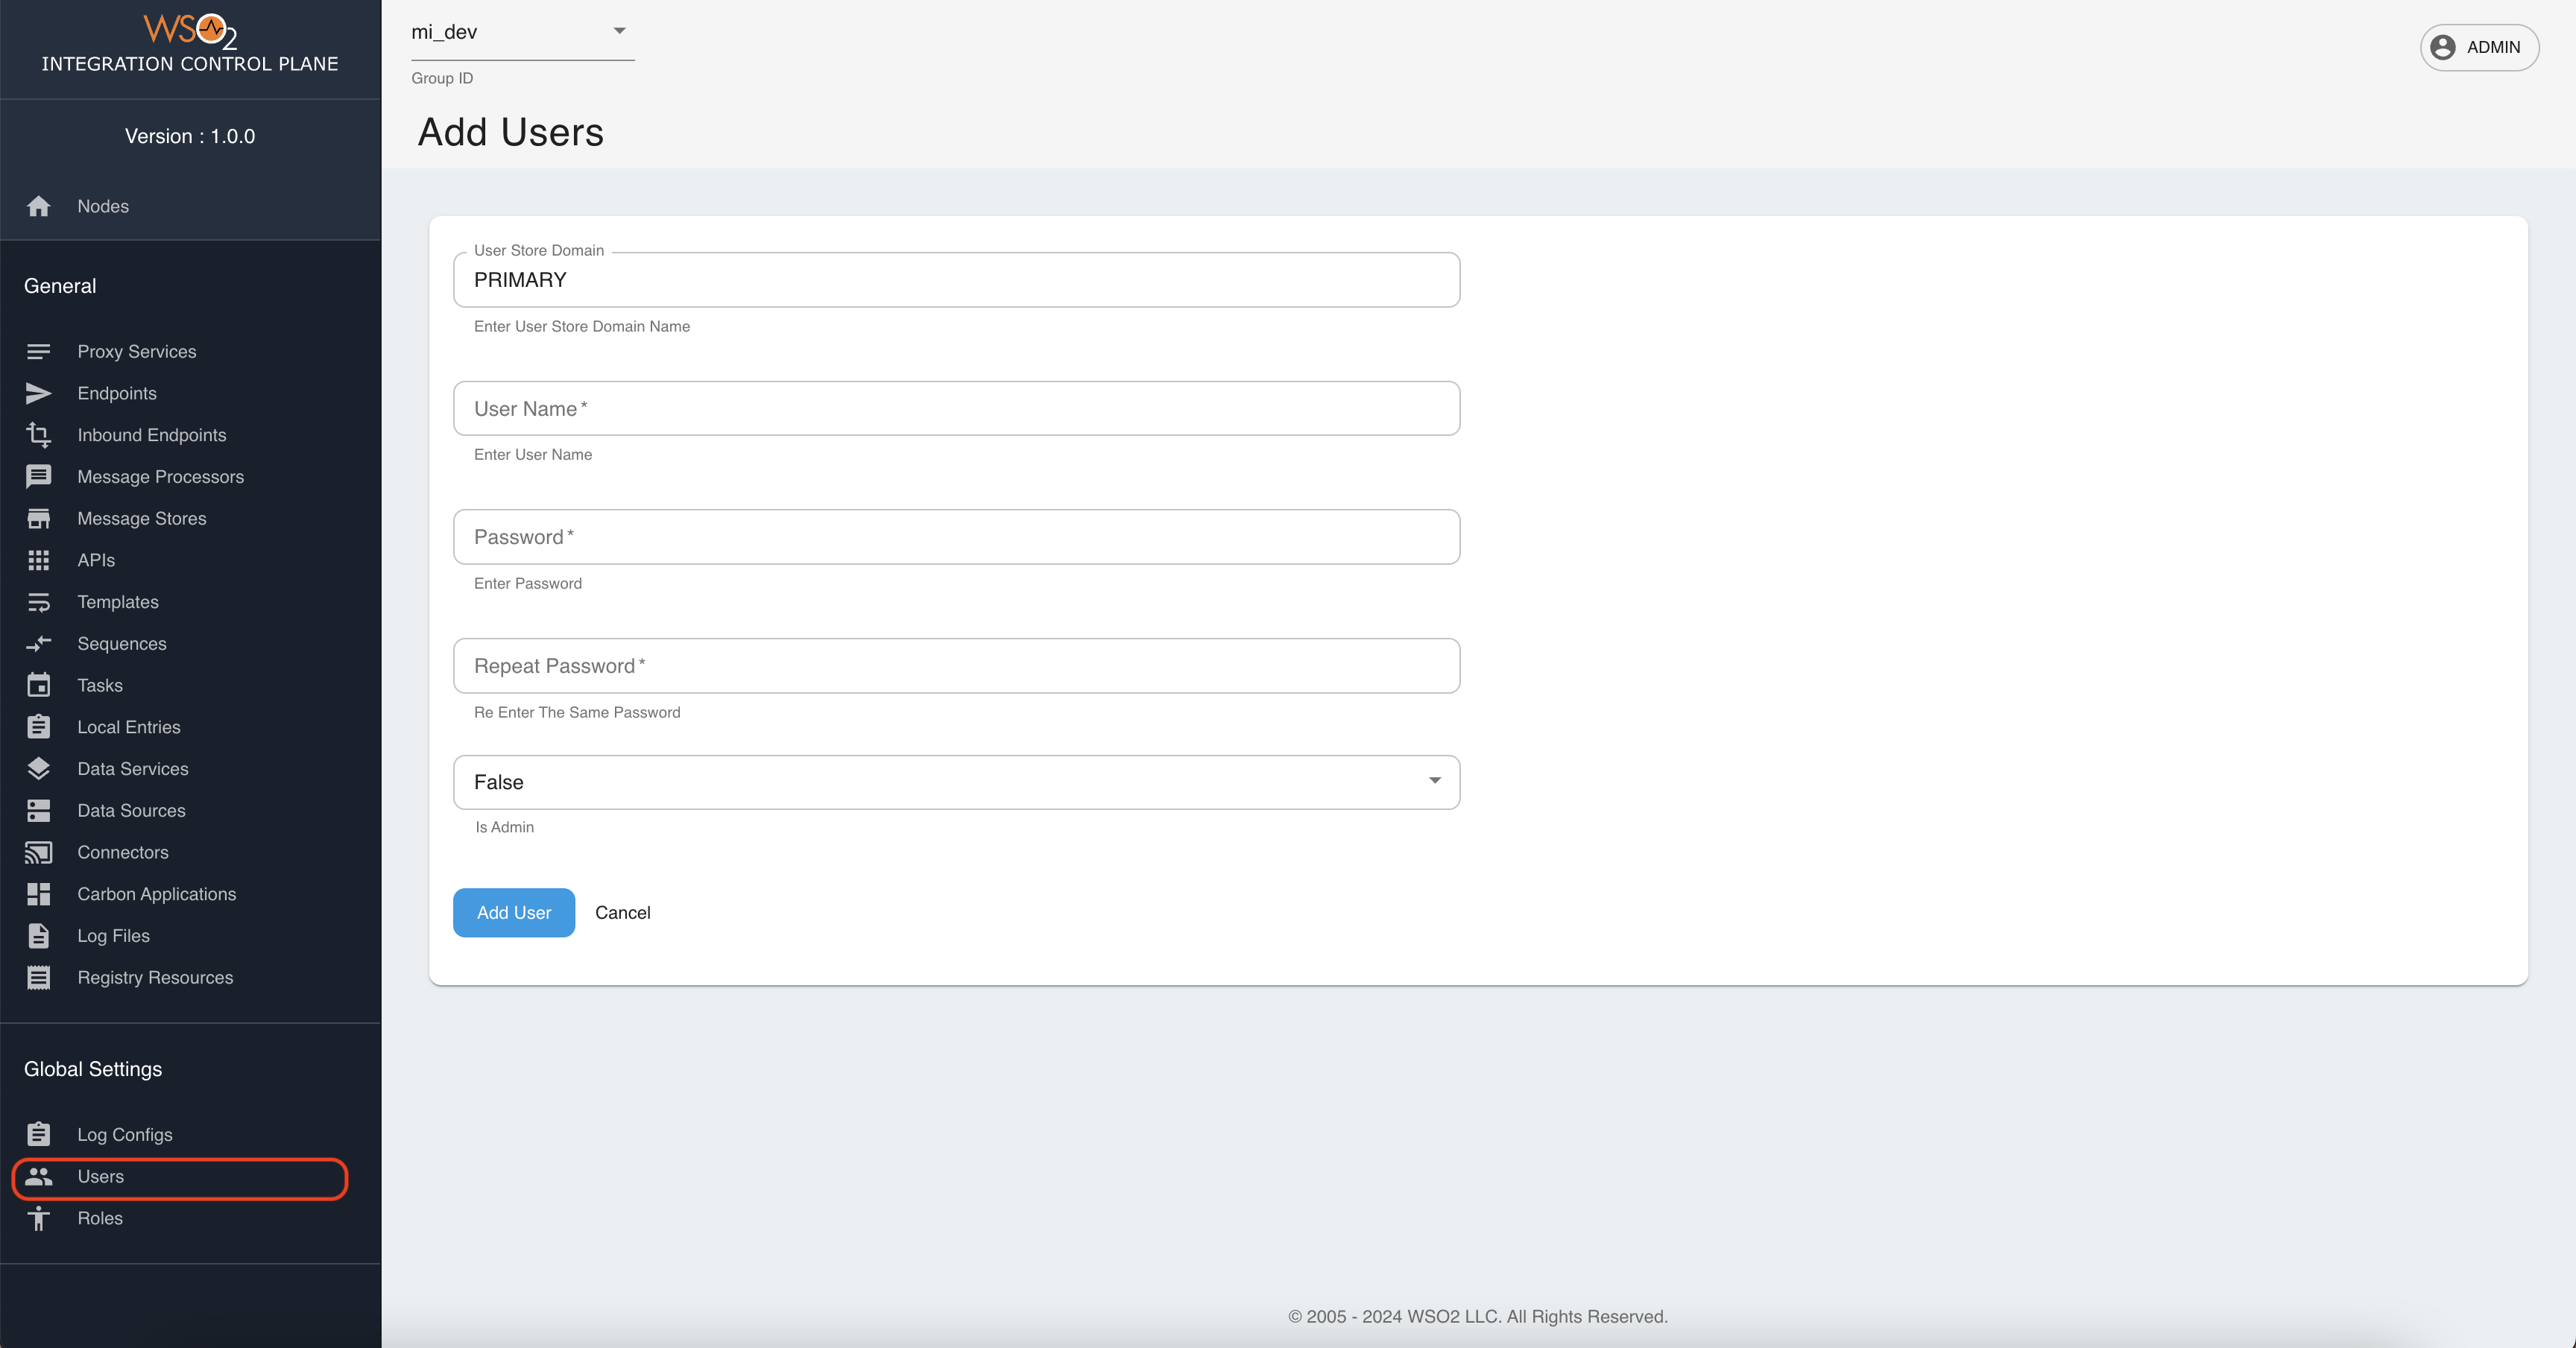 WSO2
INTEGRATION CONTROL PLANE
Version : 1.0.0
Nodes
General
Proxy Services
Endpoints
Inbound Endpoints
Message Processors
Message Stores
APIs
Templates
Sequences
Tasks
Local Entries
Data Services
Data Sources
Connectors
Carbon Applications
Log Files
Registry Resources
Global Settings
Log Configs
Users
Roles
mi_dev
Group ID
ADMIN
Add Users
User Store Domain
PRIMARY
Enter User Store Domain Name
User Name *
Enter User Name
Password *
Enter Password
Repeat Password *
Re Enter The Same Password
False
Is Admin
Add User Cancel
© 2005 - 2024 WSO2 LLC. All Rights Reserved.